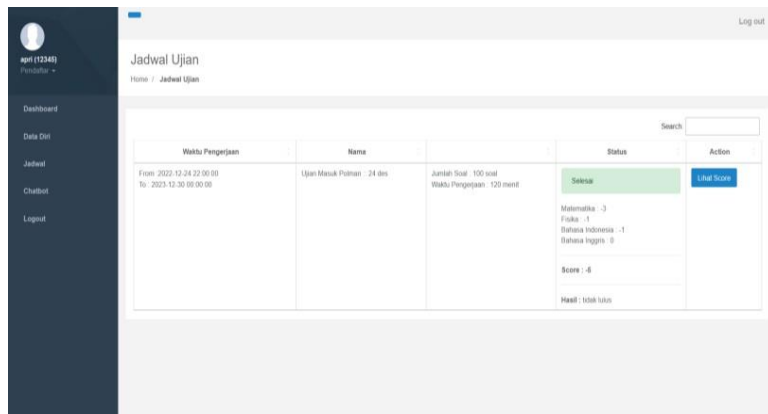 Log out
apri (12345)
Pendaftar
Jadwal Ujian
Home / Jadwal Ujian
Dashboard
Data Diri
Jadwal
Chatbot
Logout
Search:
Waktu Pengerjaan
Nama
Status
Action
From: 2022-12-24 22:00:00
To : 2023-12-30 00:00:00
Ujian Masuk Polman : 24 des
Jumlah Soal : 100 soal
Waktu Pengerjaan : 120 menit
Selesai
Matematika : -3
Fisika : -1
Bahasa Indonesia : -1
Bahasa Inggris : 0
Score : -5
Hasil : tidak lulus
Lihat Score